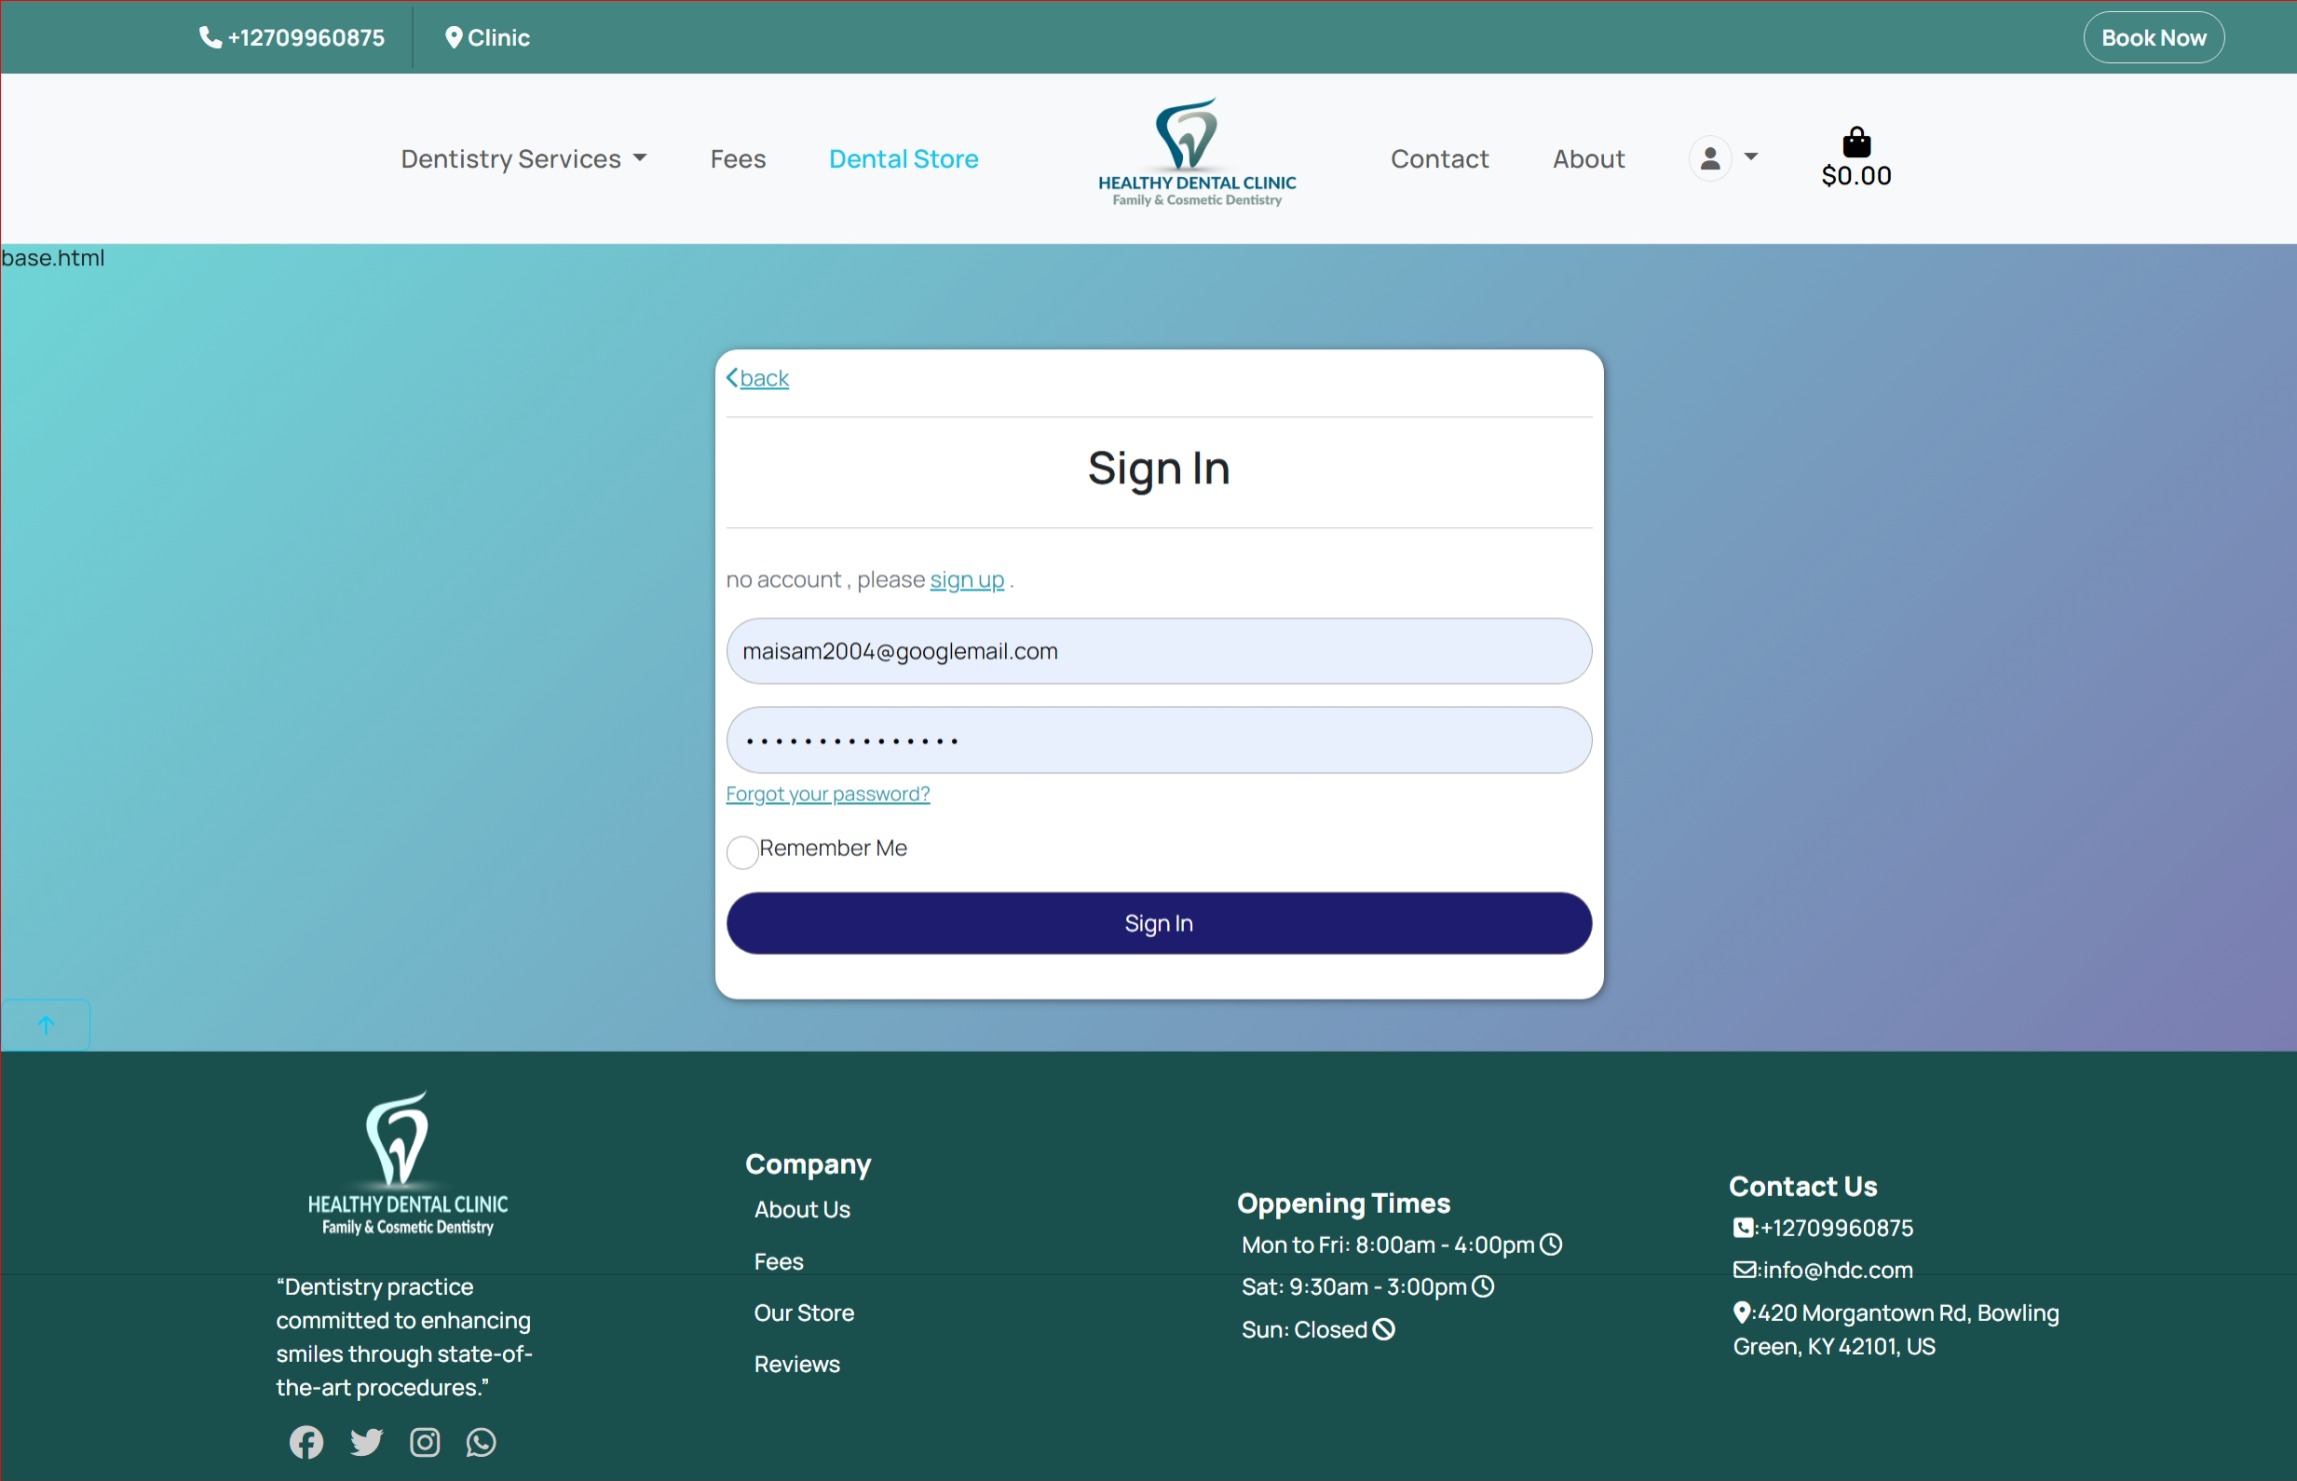 +12709960875
Clinic
Book Now
Dentistry Services
Fees
Dental Store
HEALTHY DENTAL CLINIC
Family & Cosmetic Dentistry
Contact
About
$0.00
base.html
back
Sign In
no account , please sign up .
maisam2004@googlemail.com
Forgot your password?
Remember Me
Sign In
HEALTHY DENTAL CLINIC
Family & Cosmetic Dentistry
“Dentistry practice
committed to enhancing
smiles through state-of-
the-art procedures.”
Company
About Us
Fees
Our Store
Reviews
Oppening Times
Mon to Fri: 8:00am - 4:00pm
Sat: 9:30am - 3:00pm
Sun: Closed
Contact Us
:+12709960875
:info@hdc.com
:420 Morgantown Rd, Bowling
Green, KY 42101, US